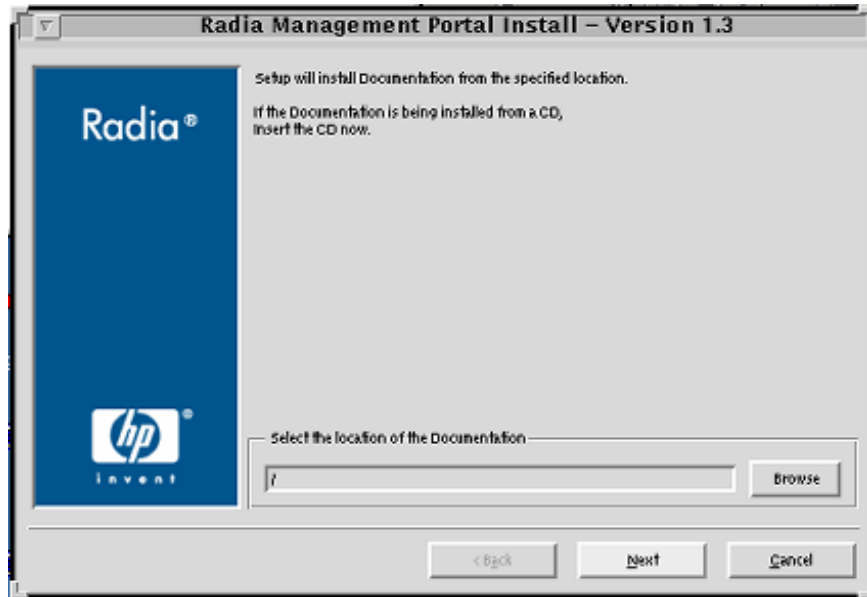 Radia Management Portal Install – Version 1.3
Radia®
Setup will install Documentation from the specified location.
If the Documentation is being installed from a CD,
Insert the CD now.
hp®
invent
Select the location of the Documentation
/
Browse
< Back
Next
Cancel